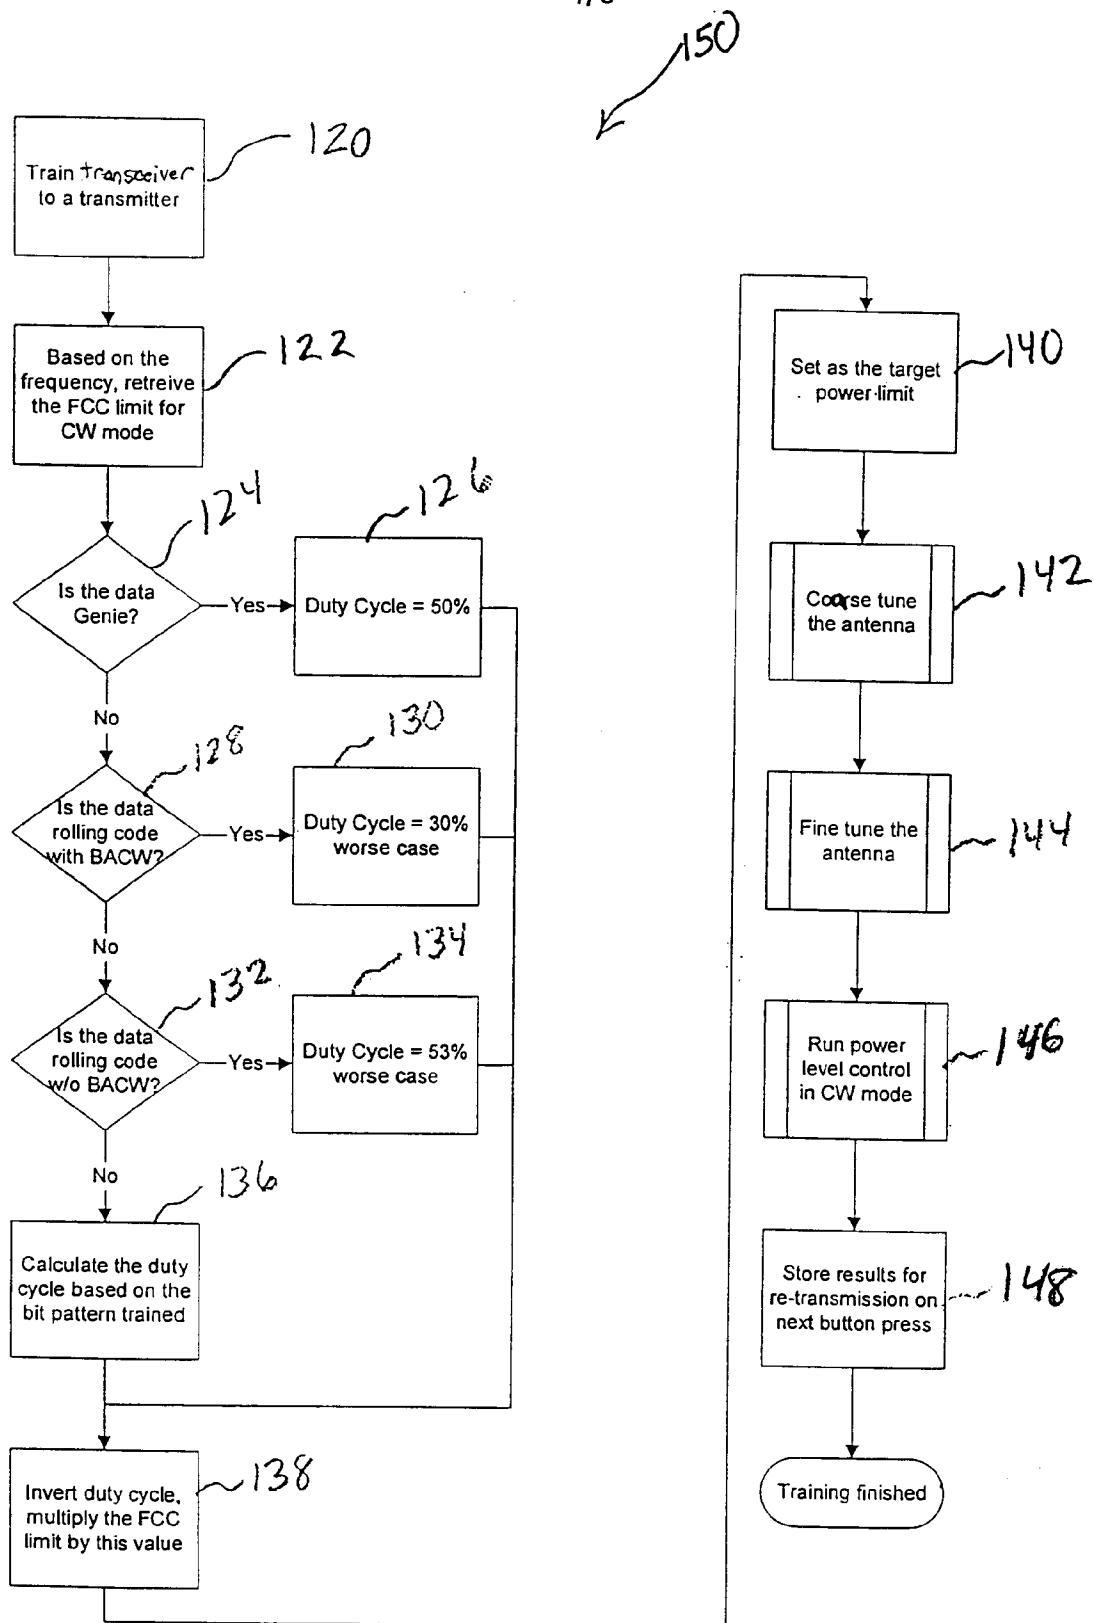 150
120
Train transceiver
to a transmitter
122
Based on the
frequency, retreive
the FCC limit for
CW mode
124
Is the data
Genie?
Yes
126
Duty Cycle = 50%
No
128
Is the data
rolling code
with BACW?
Yes
130
Duty Cycle = 30%
worse case
No
132
Is the data
rolling code
w/o BACW?
Yes
134
Duty Cycle = 53%
worse case
No
136
Calculate the duty
cycle based on the
bit pattern trained
138
Invert duty cycle,
multiply the FCC
limit by this value
140
Set as the target
power limit
142
Coarse tune
the antenna
144
Fine tune the
antenna
146
Run power
level control
in CW mode
148
Store results for
re-transmission on
next button press
Training finished